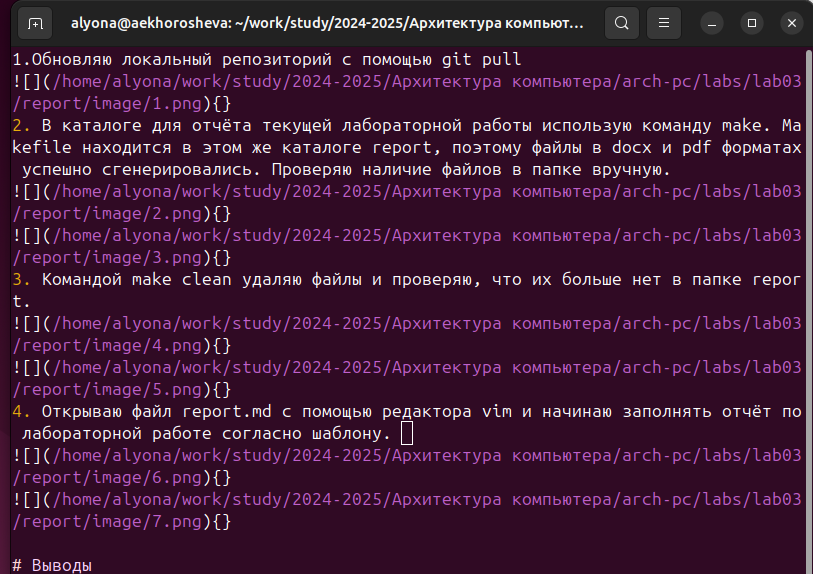 alyona@aekhorosheva: ~/work/study/2024-2025/Архитектура компьют...
1.Обновляю локальный репозиторий с помощью git pull
![](/home/alyona/work/study/2024-2025/Архитектура компьютера/arch-pc/labs/lab03
/report/image/1.png){}
2. В каталоге для отчёта текущей лабораторной работы использую команду make. Ma
kefile находится в этом же каталоге report, поэтому файлы в docx и pdf форматах
успешно сгенерировались. Проверяю наличие файлов в папке вручную.
![](/home/alyona/work/study/2024-2025/Архитектура компьютера/arch-pc/labs/lab03
/report/image/2.png){}
![](/home/alyona/work/study/2024-2025/Архитектура компьютера/arch-pc/labs/lab03
/report/image/3.png){}
3. Командой make clean удаляю файлы и проверяю, что их больше нет в папке repor
t.
![](/home/alyona/work/study/2024-2025/Архитектура компьютера/arch-pc/labs/lab03
/report/image/4.png){}
![](/home/alyona/work/study/2024-2025/Архитектура компьютера/arch-pc/labs/lab03
/report/image/5.png){}
4. Открываю файл report.md с помощью редактора vim и начинаю заполнять отчёт по
лабораторной работе согласно шаблону.
![](/home/alyona/work/study/2024-2025/Архитектура компьютера/arch-pc/labs/lab03
/report/image/6.png){}
![](/home/alyona/work/study/2024-2025/Архитектура компьютера/arch-pc/labs/lab03
/report/image/7.png){}
# Выводы